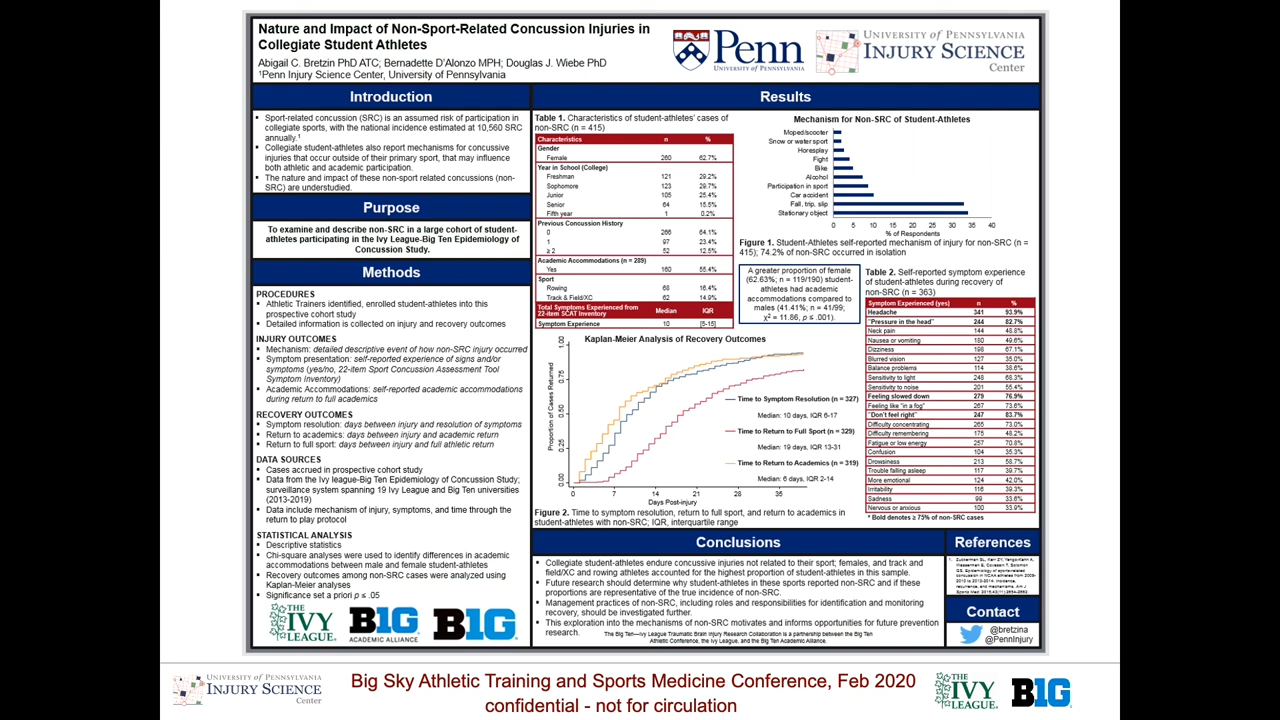 Nature and Impact of Non-Sport-Related Concussion Injuries in
Collegiate Student Athletes
Abigail C. Bretzin PhD ATC; Bernadette D'Alonzo MPH; Douglas J. Wiebe PhD
¹Penn Injury Science Center, University of Pennsylvania
Penn
UNIVERSITY OF PENNSYLVANIA
UNIVERSITY OF PENNSYLVANIA
INJURY SCIENCE
Center
Introduction
▪ Sport-related concussion (SRC) is an assumed risk of participation in
collegiate sports, with the national incidence estimated at 10,560 SRC
annually.¹
▪ Collegiate student-athletes also report mechanisms for concussive
injuries that occur outside of their primary sport, that may influence
both athletic and academic participation.
▪ The nature and impact of these non-sport related concussions (non-
SRC) are understudied.
Purpose
To examine and describe non-SRC in a large cohort of student-
athletes participating in the Ivy League-Big Ten Epidemiology of
Concussion Study.
Methods
PROCEDURES
▪ Athletic Trainers identified, enrolled student-athletes into this
prospective cohort study
▪ Detailed information is collected on injury and recovery outcomes
INJURY OUTCOMES
▪ Mechanism: detailed descriptive event of how non-SRC injury occurred
▪ Symptom presentation: self-reported experience of signs and/or
symptoms (yes/no, 22-item Sport Concussion Assessment Tool
Symptom Inventory)
▪ Academic Accommodations: self-reported academic accommodations
during return to full academics
RECOVERY OUTCOMES
▪ Symptom resolution: days between injury and resolution of symptoms
▪ Return to academics: days between injury and academic return
▪ Return to full sport: days between injury and full athletic return
DATA SOURCES
▪ Cases accrued in prospective cohort study
▪ Data from the Ivy league-Big Ten Epidemiology of Concussion Study;
surveillance system spanning 19 Ivy League and Big Ten universities
(2013-2019)
▪ Data include mechanism of injury, symptoms, and time through the
return to play protocol
STATISTICAL ANALYSIS
▪ Descriptive statistics
▪ Chi-square analyses were used to identify differences in academic
accommodations between male and female student-athletes
▪ Recovery outcomes among non-SRC cases were analyzed using
Kaplan-Meier analyses
▪ Significance set a priori p ≤ .05
THE
IVY
LEAGUE
B1G
ACADEMIC ALLIANCE
B1G
Results
Table 1. Characteristics of student-athletes' cases of
non-SRC (n = 415)
Characteristics n %
Gender
Female 260 62.7%
Year in School (College)
Freshman 121 29.2%
Sophomore 123 29.7%
Junior 105 25.4%
Senior 64 15.5%
Fifth year 1 0.2%
Previous Concussion History
0 266 64.1%
1 97 23.4%
≥ 2 52 12.5%
Academic Accommodations (n = 289)
Yes 160 55.4%
Sport
Rowing 68 16.4%
Track & Field/XC 62 14.9%
Total Symptoms Experienced from
22-item SCAT Inventory Median IQR
Symptom Experience 10 [5-15]
Mechanism for Non-SRC of Student-Athletes
Moped/scooter
Snow or water sport
Horesplay
Fight
Bike
Alcohol
Participation in sport
Car accident
Fall, trip, slip
Stationary object
0 5 10 15 20 25 30 35 40
% of Respondents
Figure 1. Student-Athletes self-reported mechanism of injury for non-SRC (n =
415); 74.2% of non-SRC occurred in isolation
A greater proportion of female
(62.63%; n = 119/190) student-
athletes had academic
accommodations compared to
males (41.41%; n = 41/99;
χ² = 11.86, p ≤ .001).
Table 2. Self-reported symptom experience
of student-athletes during recovery of
non-SRC (n = 363)
Symptom Experienced (yes) n %
Headache 341 93.9%
"Pressure in the head" 244 82.7%
Neck pain 144 48.8%
Nausea or vomiting 180 49.6%
Dizziness 198 67.1%
Blurred vision 127 35.0%
Balance problems 114 38.6%
Sensitivity to light 248 68.3%
Sensitivity to noise 201 55.4%
Feeling slowed down 279 76.9%
Feeling like "in a fog" 267 73.6%
"Don't feel right" 247 83.7%
Difficulty concentrating 265 73.0%
Difficulty remembering 175 48.2%
Fatigue or low energy 257 70.8%
Confusion 104 35.3%
Drowsiness 213 58.7%
Trouble falling asleep 117 39.7%
More emotional 124 42.0%
Irritability 116 39.3%
Sadness 99 33.6%
Nervous or anxious 100 33.9%
* Bold denotes ≥ 75% of non-SRC cases
Kaplan-Meier Analysis of Recovery Outcomes
Proportion of Cases Returned
0.00 0.25 0.50 0.75 1.00
0 7 14 21 28 35
Days Post-injury
Time to Symptom Resolution (n = 327)
Median: 10 days, IQR 6-17
Time to Return to Full Sport (n = 329)
Median: 19 days, IQR 13-31
Time to Return to Academics (n = 319)
Median: 6 days, IQR 2-14
Figure 2. Time to symptom resolution, return to full sport, and return to academics in
student-athletes with non-SRC; IQR, interquartile range
Conclusions
▪ Collegiate student-athletes endure concussive injuries not related to their sport; females, and track and
field/XC and rowing athletes accounted for the highest proportion of student-athletes in this sample.
▪ Future research should determine why student-athletes in these sports reported non-SRC and if these
proportions are representative of the true incidence of non-SRC.
▪ Management practices of non-SRC, including roles and responsibilities for identification and monitoring
recovery, should be investigated further.
▪ This exploration into the mechanisms of non-SRC motivates and informs opportunities for future prevention
research.
The Big Ten—Ivy League Traumatic Brain Injury Research Collaboration is a partnership between the Big Ten
Athletic Conference, the Ivy League, and the Big Ten Academic Alliance.
References
Contact
@bretzina
@PennInjury
UNIVERSITY OF PENNSYLVANIA
INJURY SCIENCE
Center
Big Sky Athletic Training and Sports Medicine Conference, Feb 2020
confidential - not for circulation
THE
IVY
LEAGUE
B1G